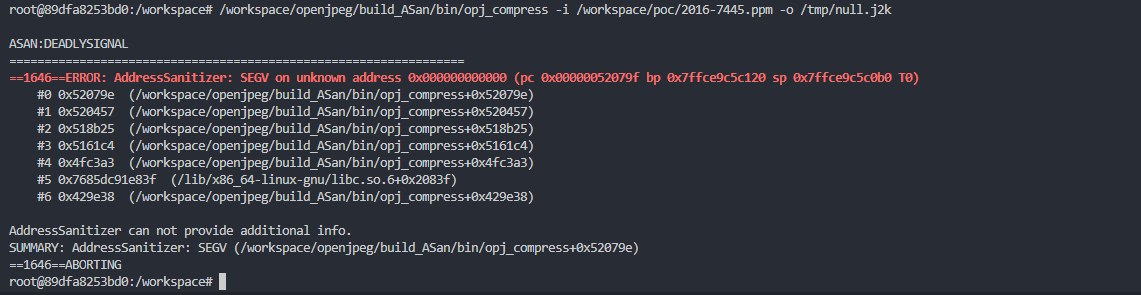 root@89dfa8253bd0:/workspace# /workspace/openjpeg/build_ASan/bin/opj_compress -i /workspace/poc/2016-7445.ppm -o /tmp/null.j2k
ASAN:DEADLYSIGNAL
=================================================================
==1646==ERROR: AddressSanitizer: SEGV on unknown address 0x000000000000 (pc 0x00000052079f bp 0x7ffce9c5c120 sp 0x7ffce9c5c0b0 T0)
    #0 0x52079e  (/workspace/openjpeg/build_ASan/bin/opj_compress+0x52079e)
    #1 0x520457  (/workspace/openjpeg/build_ASan/bin/opj_compress+0x520457)
    #2 0x518b25  (/workspace/openjpeg/build_ASan/bin/opj_compress+0x518b25)
    #3 0x5161c4  (/workspace/openjpeg/build_ASan/bin/opj_compress+0x5161c4)
    #4 0x4fc3a3  (/workspace/openjpeg/build_ASan/bin/opj_compress+0x4fc3a3)
    #5 0x7685dc91e83f  (/lib/x86_64-linux-gnu/libc.so.6+0x2083f)
    #6 0x429e38  (/workspace/openjpeg/build_ASan/bin/opj_compress+0x429e38)
AddressSanitizer can not provide additional info.
SUMMARY: AddressSanitizer: SEGV (/workspace/openjpeg/build_ASan/bin/opj_compress+0x52079e)
==1646==ABORTING
root@89dfa8253bd0:/workspace#